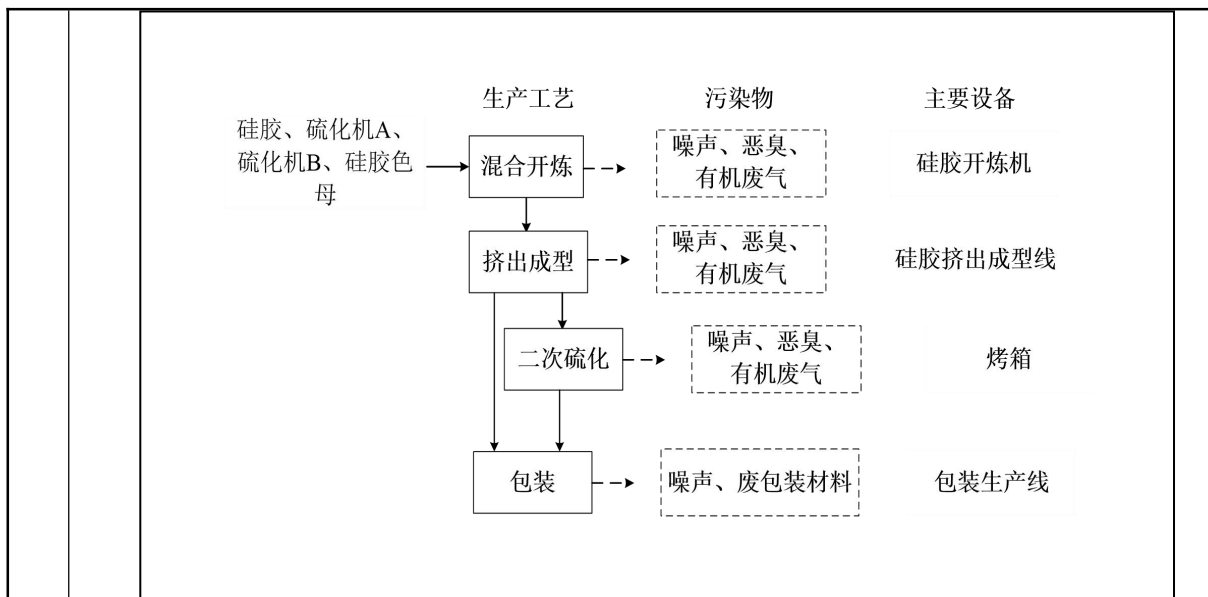 生产工艺 污染物 主要设备
硅胶、硫化机A、
硫化机B、硅胶色
母
混合开炼
噪声、恶臭、
有机废气
硅胶开炼机
挤出成型
噪声、恶臭、
有机废气
硅胶挤出成型线
二次硫化
噪声、恶臭、
有机废气
烤箱
包装
噪声、废包装材料
包装生产线